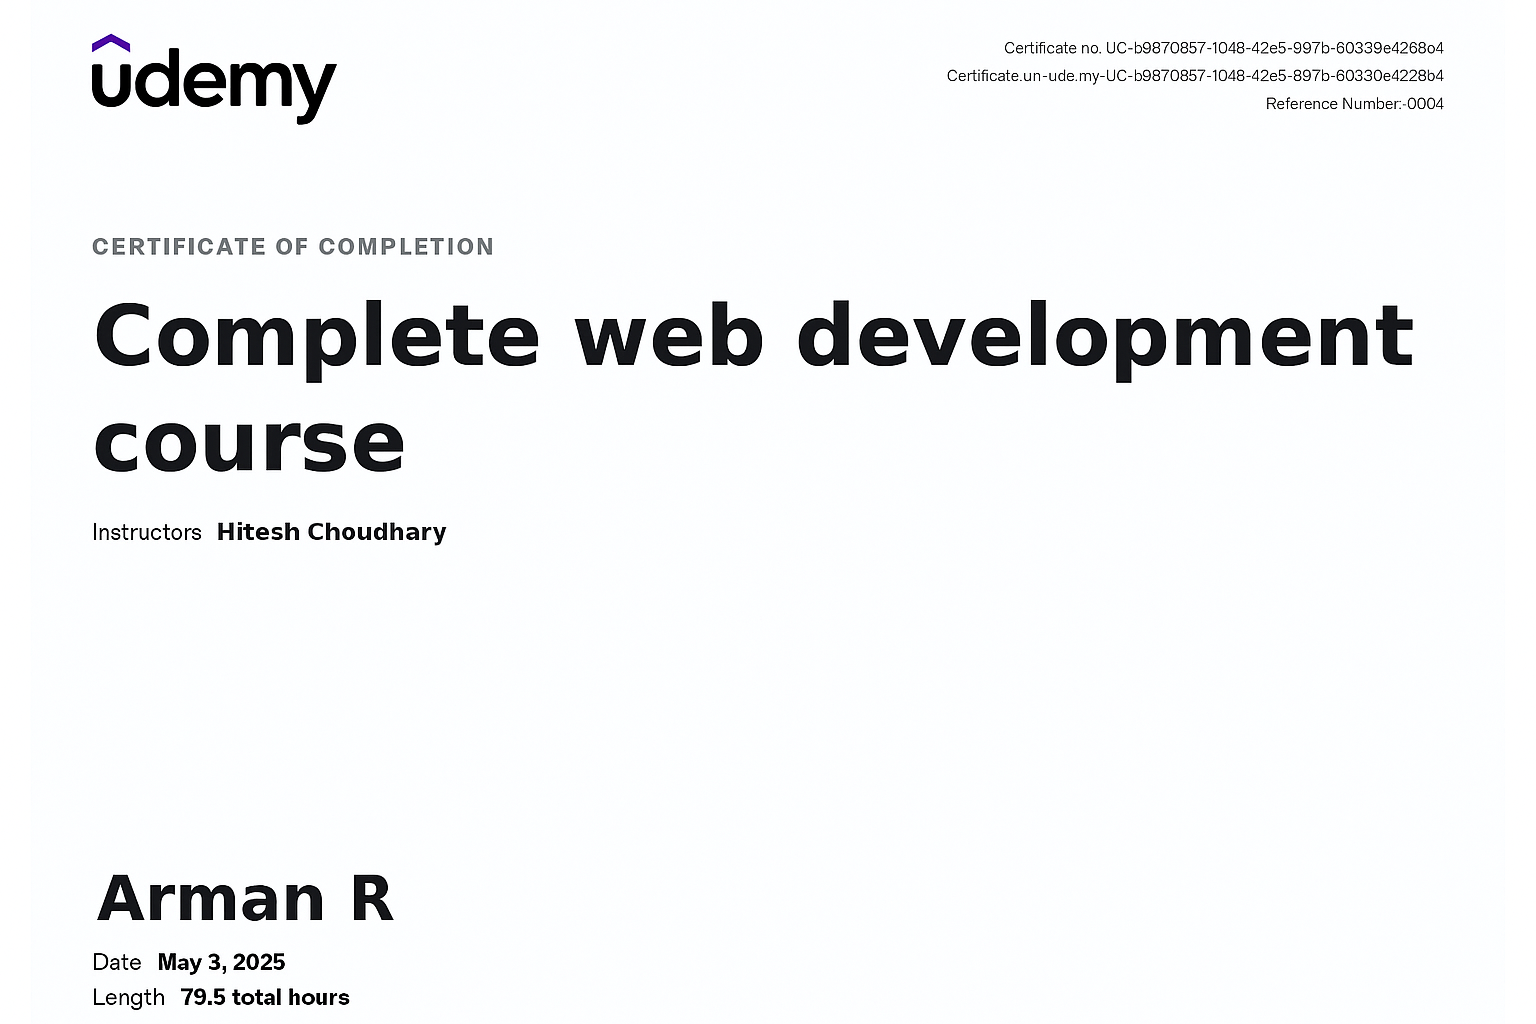 udemy
Certificate no. UC-b9870857-1048-42e5-997b-60339e4268o4
Certificate.un-ude.my-UC-b9870857-1048-42e5-897b-60330e4228b4
Reference Number:-0004
CERTIFICATE OF COMPLETION
Complete web development
course
Instructors Hitesh Choudhary
Arman R
Date May 3, 2025
Length 79.5 total hours